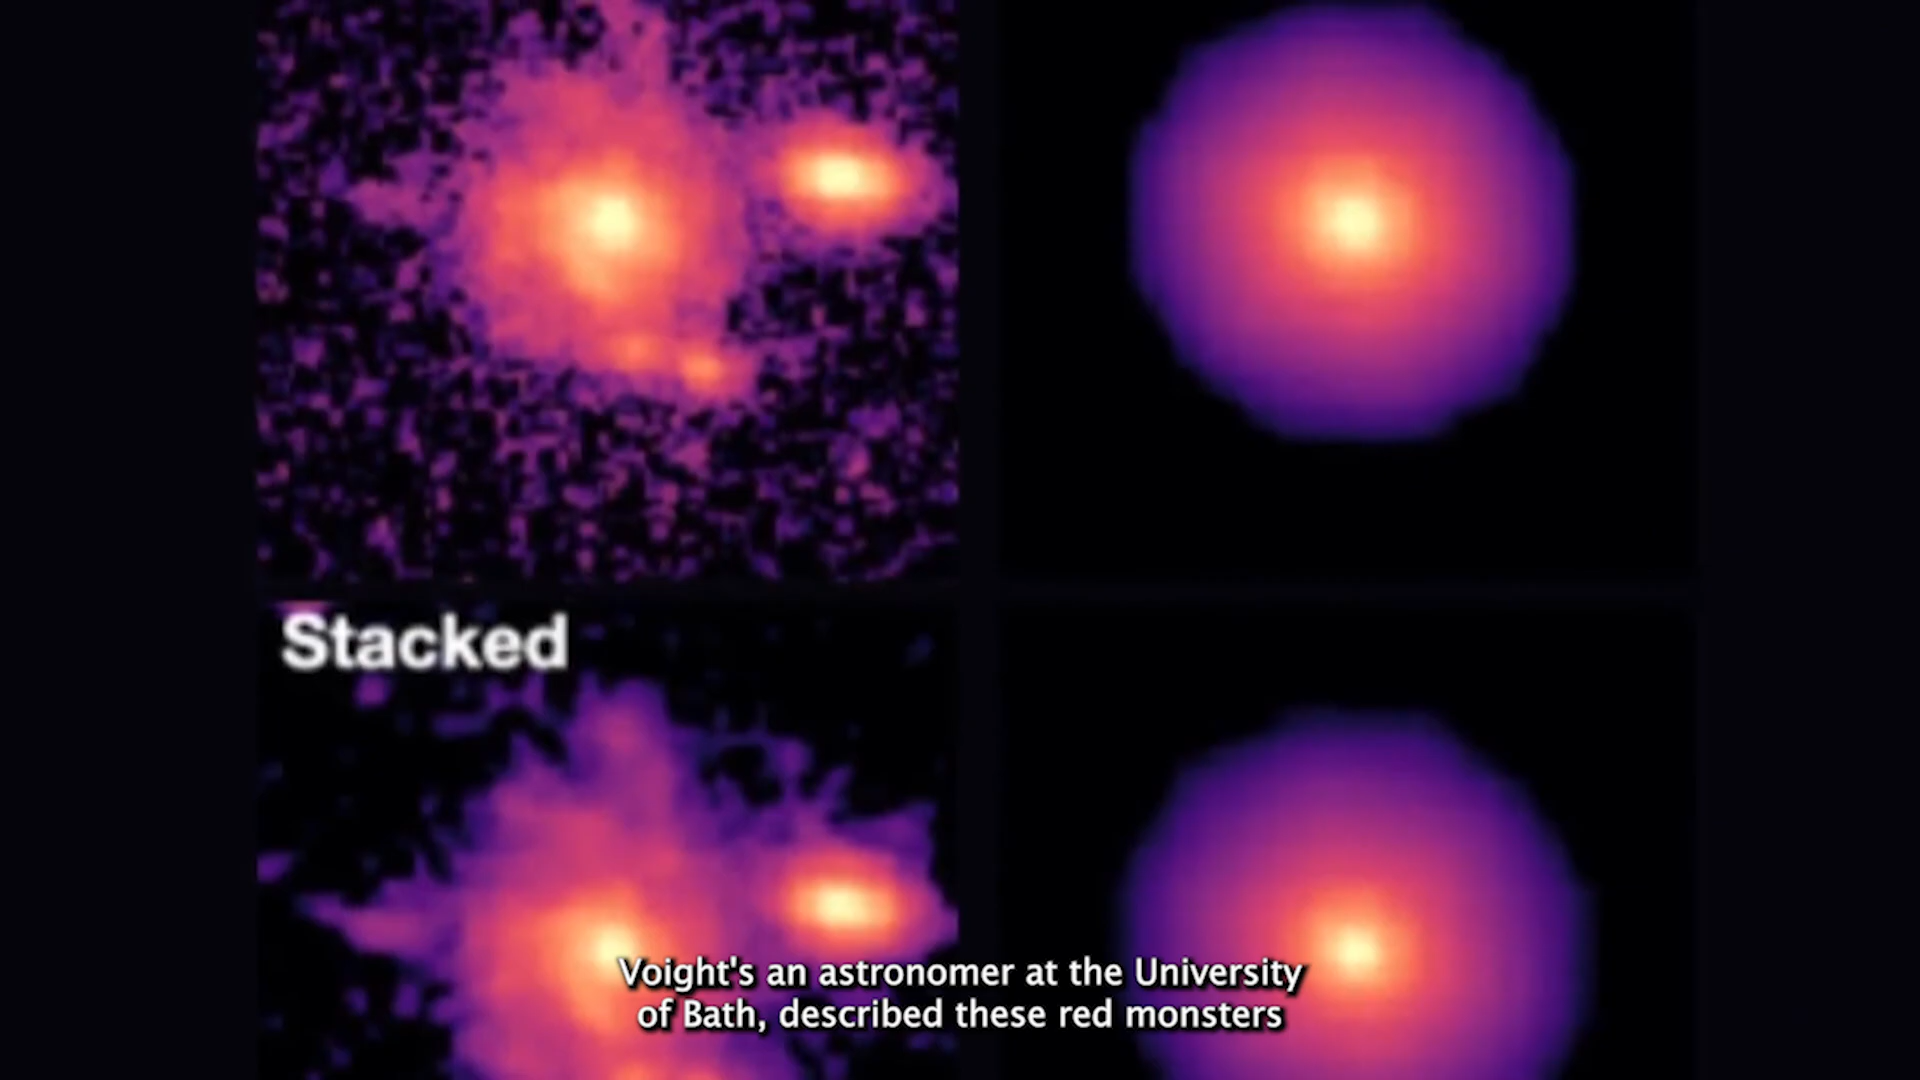 Stacked
Voight's an astronomer at the University
of Bath, described these red monsters